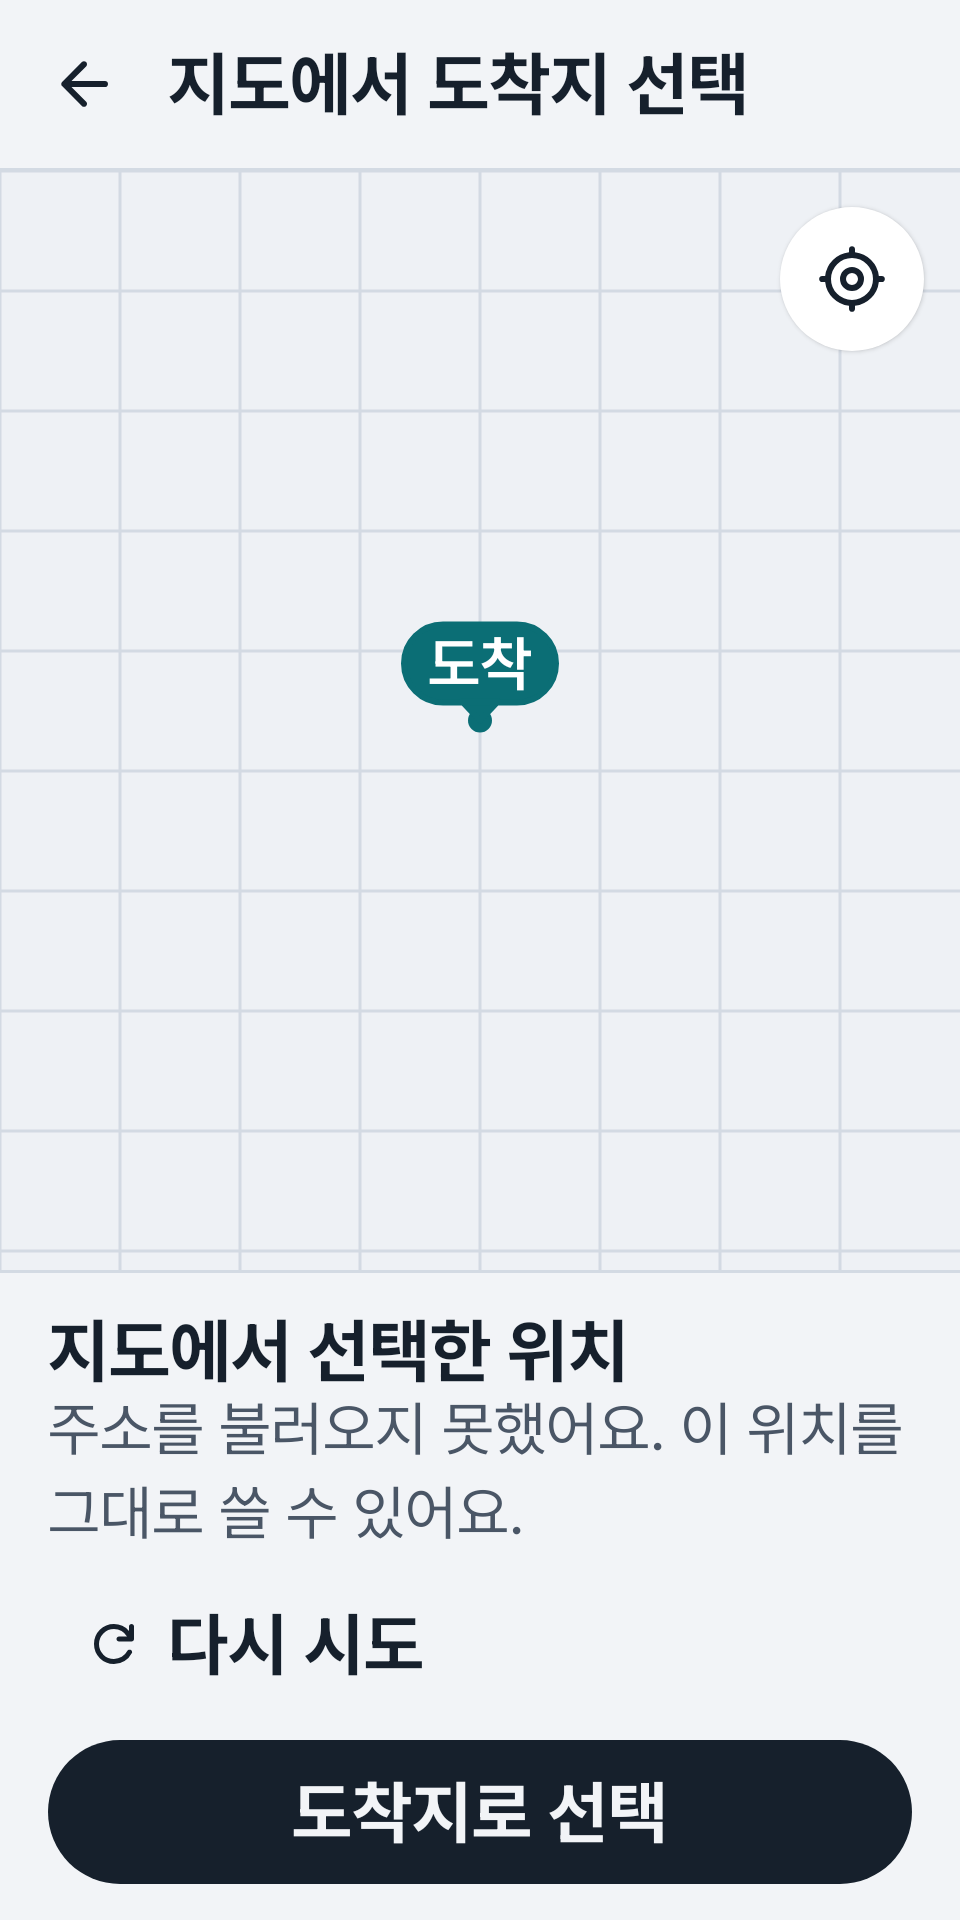 지도에서 도착지 선택
도착
지도에서 선택한 위치
주소를 불러오지 못했어요. 이 위치를
그대로 쓸 수 있어요.
다시 시도
도착지로 선택